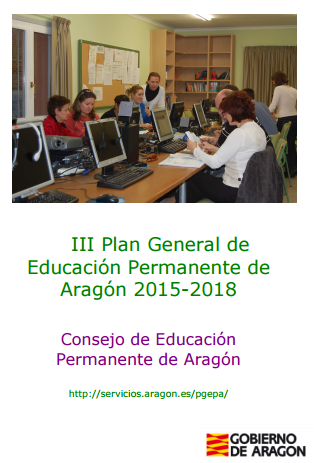 III Plan General de
Educación Permanente de
Aragón 2015-2018
Consejo de Educación
Permanente de Aragón
http://servicios.aragon.es/pgepa/
GOBIERNO
DE ARAGON